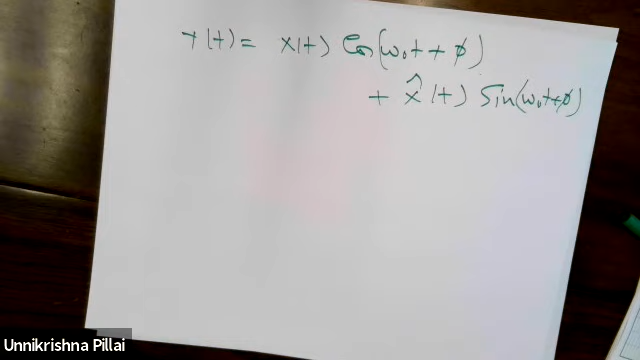 Y(t) = X(t) Cos(ω₀t + φ)
+ X̂(t) Sin(ω₀t+φ)
Unnikrishna Pillai